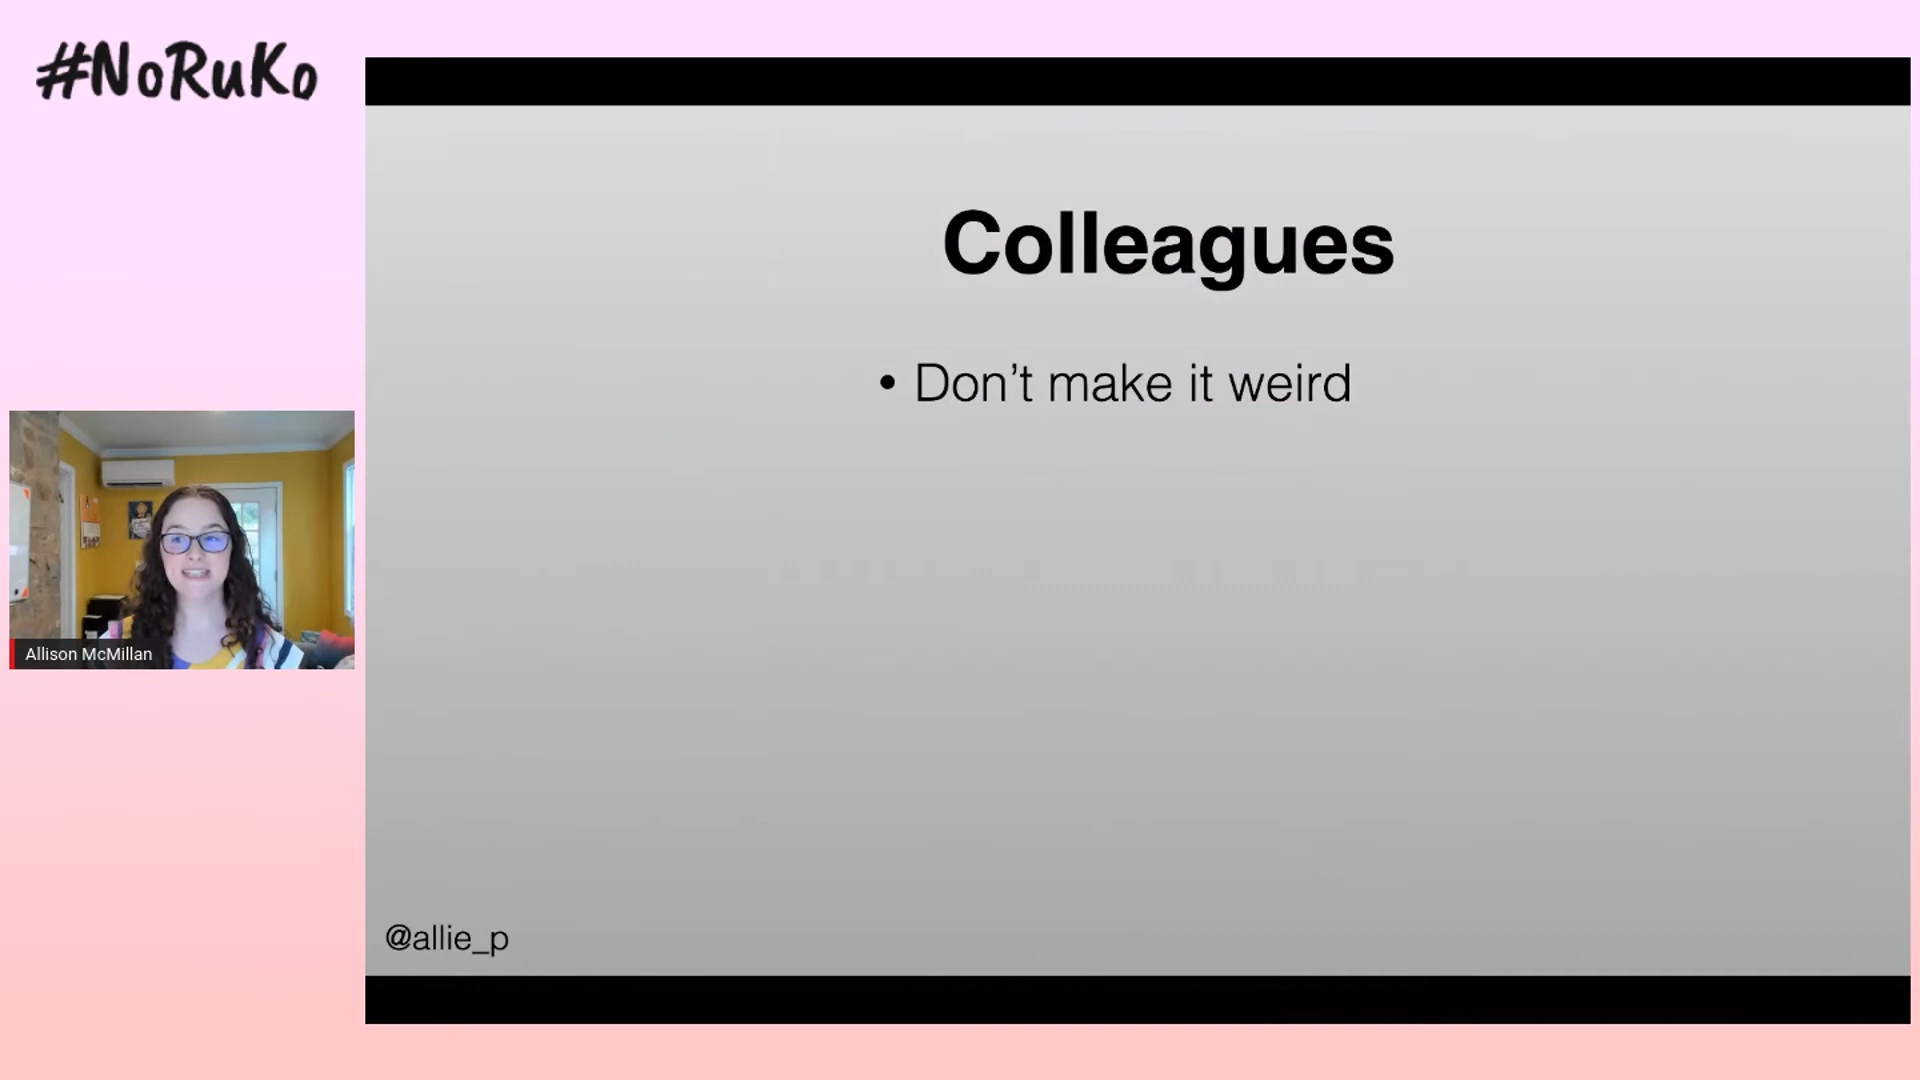 #NoRuKo
Colleagues
• Don’t make it weird
Allison McMillan
@allie_p